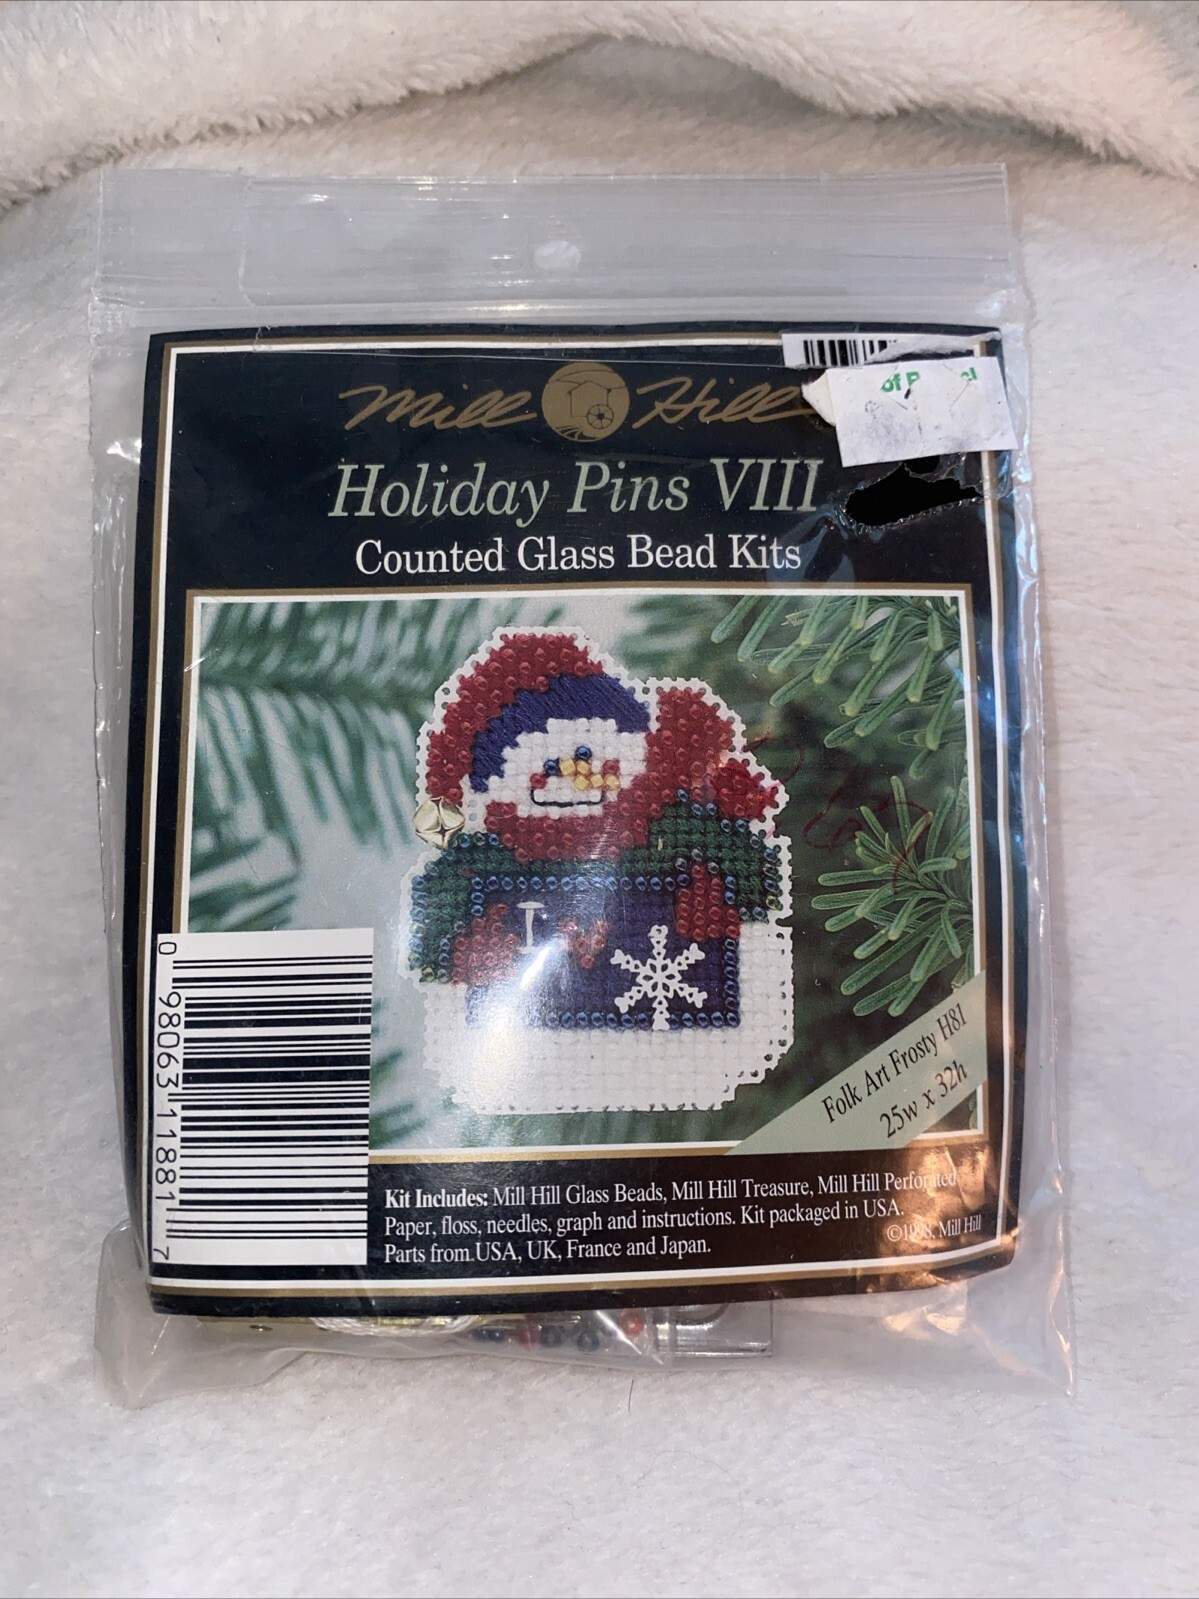 Mill Hill
of
Holiday Pins VIII
Counted Glass Bead Kits
I
Folk Art Frosty H81
25w x 32h
0 98063 11881 7
Kit Includes: Mill Hill Glass Beads, Mill Hill Treasure, Mill Hill Perforated
Paper, floss, needles, graph and instructions. Kit packaged in USA.
Parts from USA, UK, France and Japan.
©1998, Mill Hill